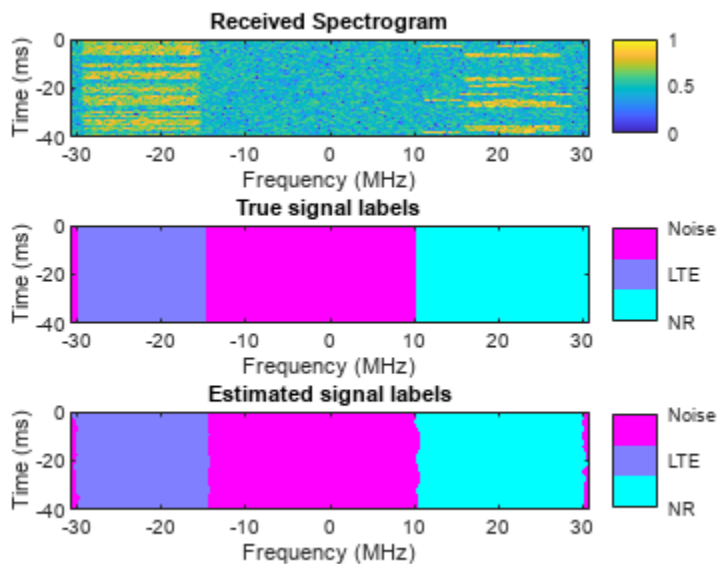 Received Spectrogram
Time (ms)
0
-20
-40
-30 -20 -10 0 10 20 30
Frequency (MHz)
1
0.5
0
True signal labels
Time (ms)
0
-20
-40
-30 -20 -10 0 10 20 30
Frequency (MHz)
Noise
LTE
NR
Estimated signal labels
Time (ms)
0
-20
-40
-30 -20 -10 0 10 20 30
Frequency (MHz)
Noise
LTE
NR